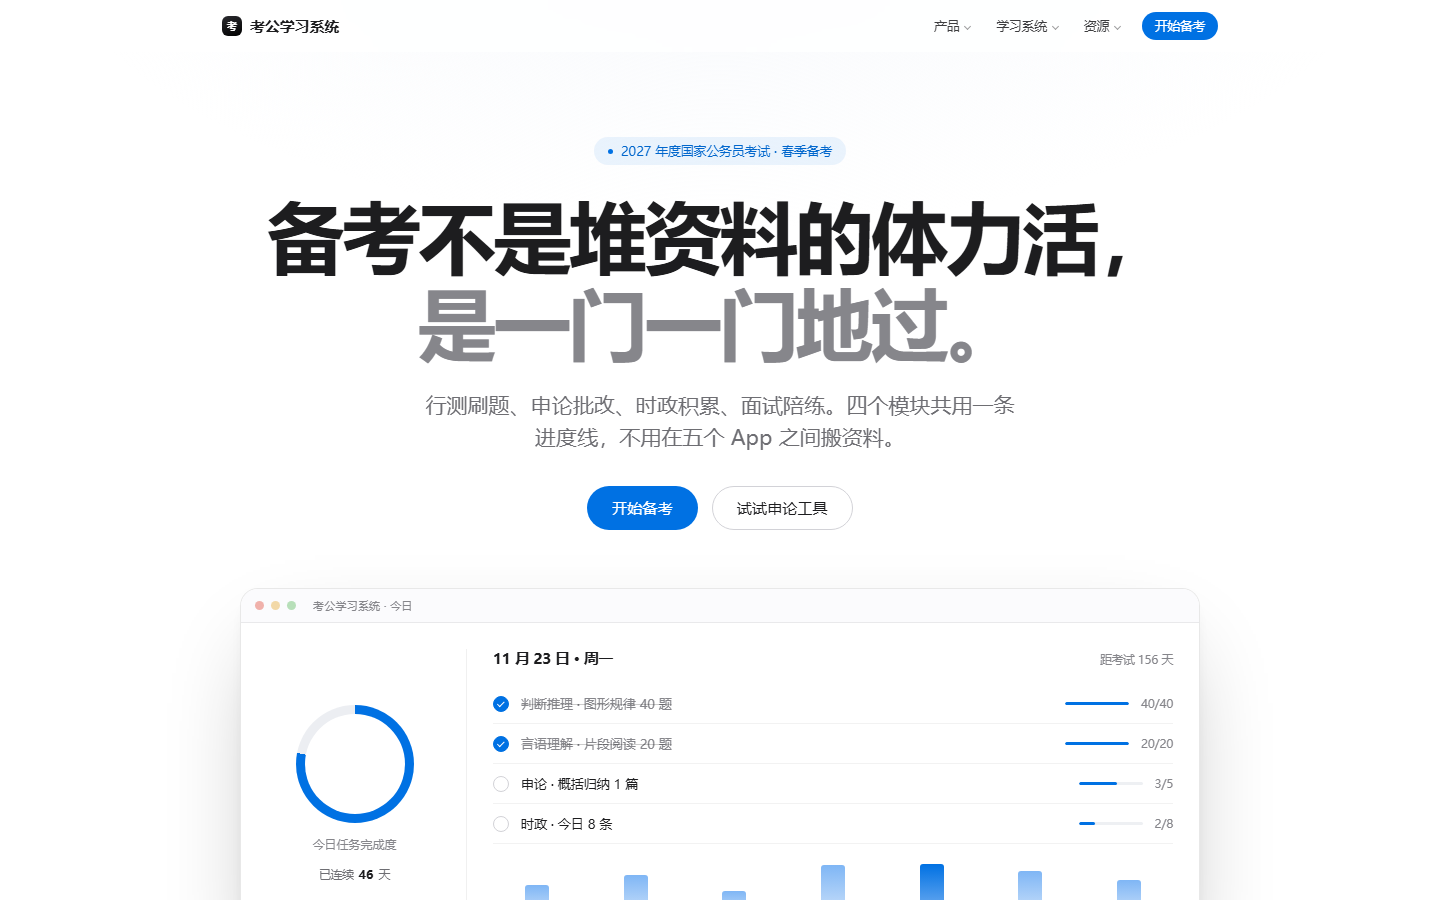 考 考公学习系统
产品
学习系统
资源
开始备考
2027 年度国家公务员考试 · 春季备考
备考不是堆资料的体力活，
是一门一门地过。
行测刷题、申论批改、时政积累、面试陪练。四个模块共用一条
进度线，不用在五个 App 之间搬资料。
开始备考
试试申论工具
考公学习系统 · 今日
11 月 23 日 • 周一
距考试 156 天
判断推理 · 图形规律 40 题
40/40
言语理解 · 片段阅读 20 题
20/20
申论 · 概括归纳 1 篇
3/5
时政 · 今日 8 条
2/8
今日任务完成度
已连续 46 天